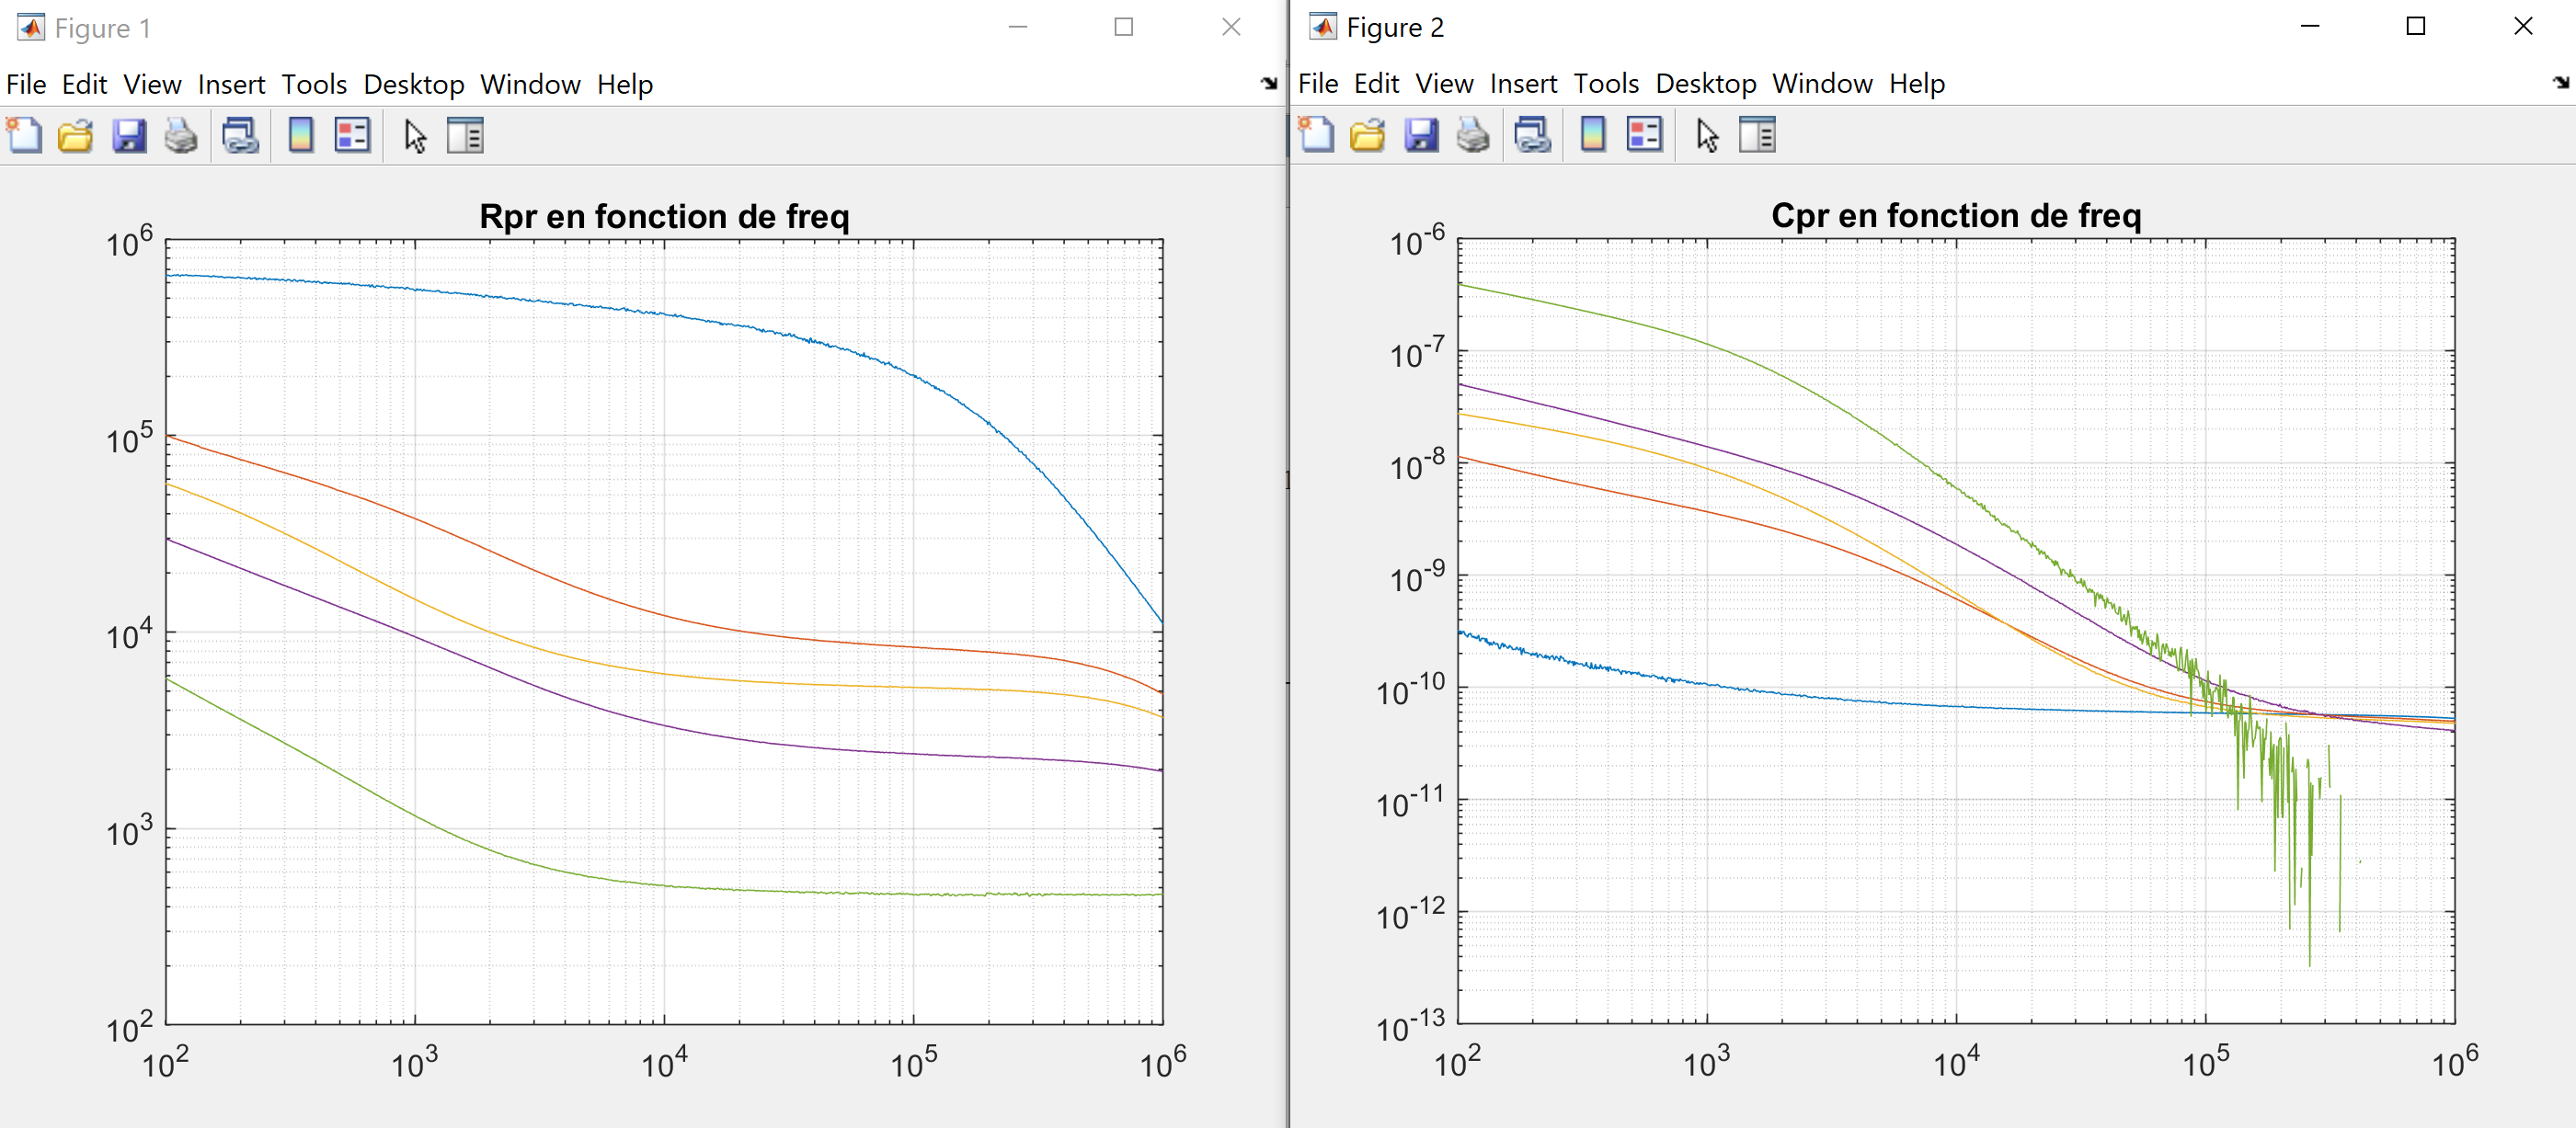 Figure 1
File Edit View Insert Tools Desktop Window Help
Rpr en fonction de freq
10^6
10^5
10^4
10^3
10^2
10^2 10^3 10^4 10^5 10^6
Figure 2
File Edit View Insert Tools Desktop Window Help
Cpr en fonction de freq
10^-6
10^-7
10^-8
10^-9
10^-10
10^-11
10^-12
10^-13
10^2 10^3 10^4 10^5 10^6